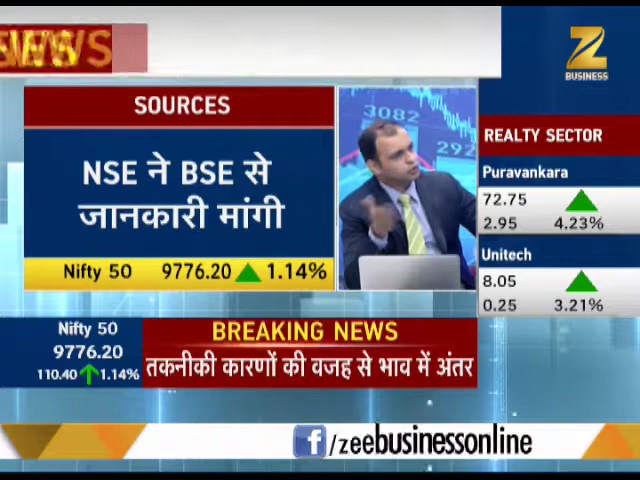 NEWS
BUSINESS
SOURCES
NSE ने BSE से
जानकारी मांगी
Nifty 50 9776.20 1.14%
3082
292
REALTY SECTOR
Puravankara
72.75
2.95 4.23%
Unitech
8.05
0.25 3.21%
Nifty 50
9776.20
110.40 1.14%
BREAKING NEWS
तकनीकी कारणों की वजह से भाव में अंतर
f/zeebusinessonline